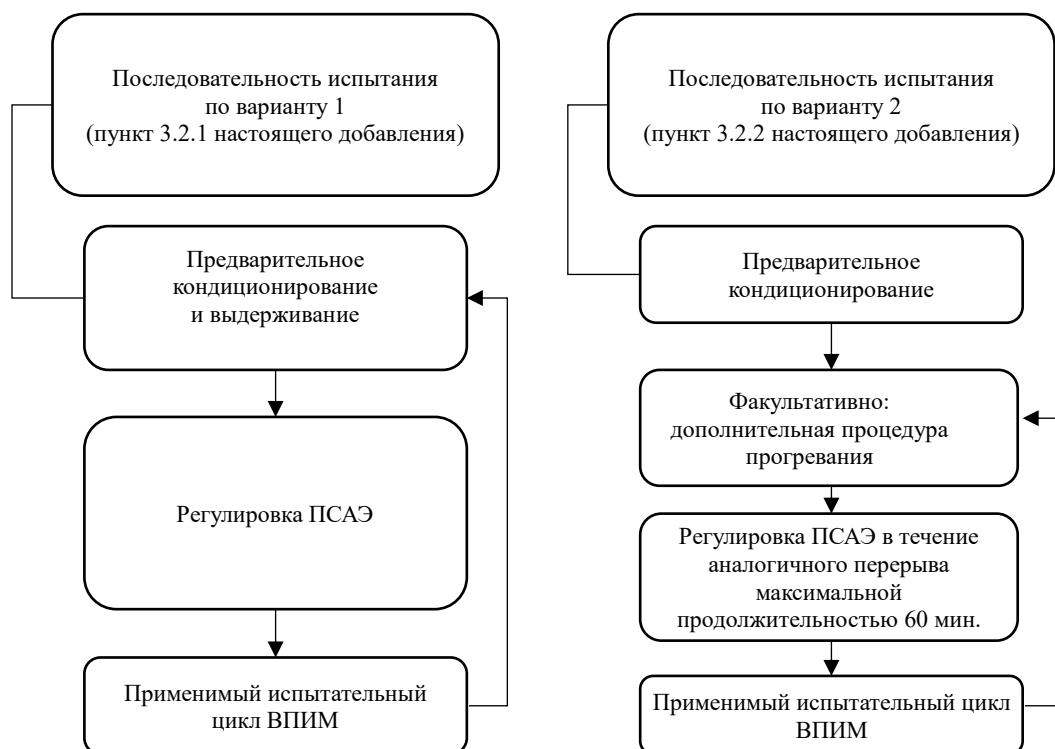 Последовательность испытания
по варианту 1
(пункт 3.2.1 настоящего добавления)
Предварительное
кондиционирование
и выдерживание
Регулировка ПСАЭ
Применимый испытательный
цикл ВПИМ
Последовательность испытания
по варианту 2
(пункт 3.2.2 настоящего добавления)
Предварительное
кондиционирование
Факультативно:
дополнительная процедура
прогревания
Регулировка ПСАЭ в течение
аналогичного перерыва
максимальной
продолжительностью 60 мин.
Применимый испытательный цикл
ВПИМ